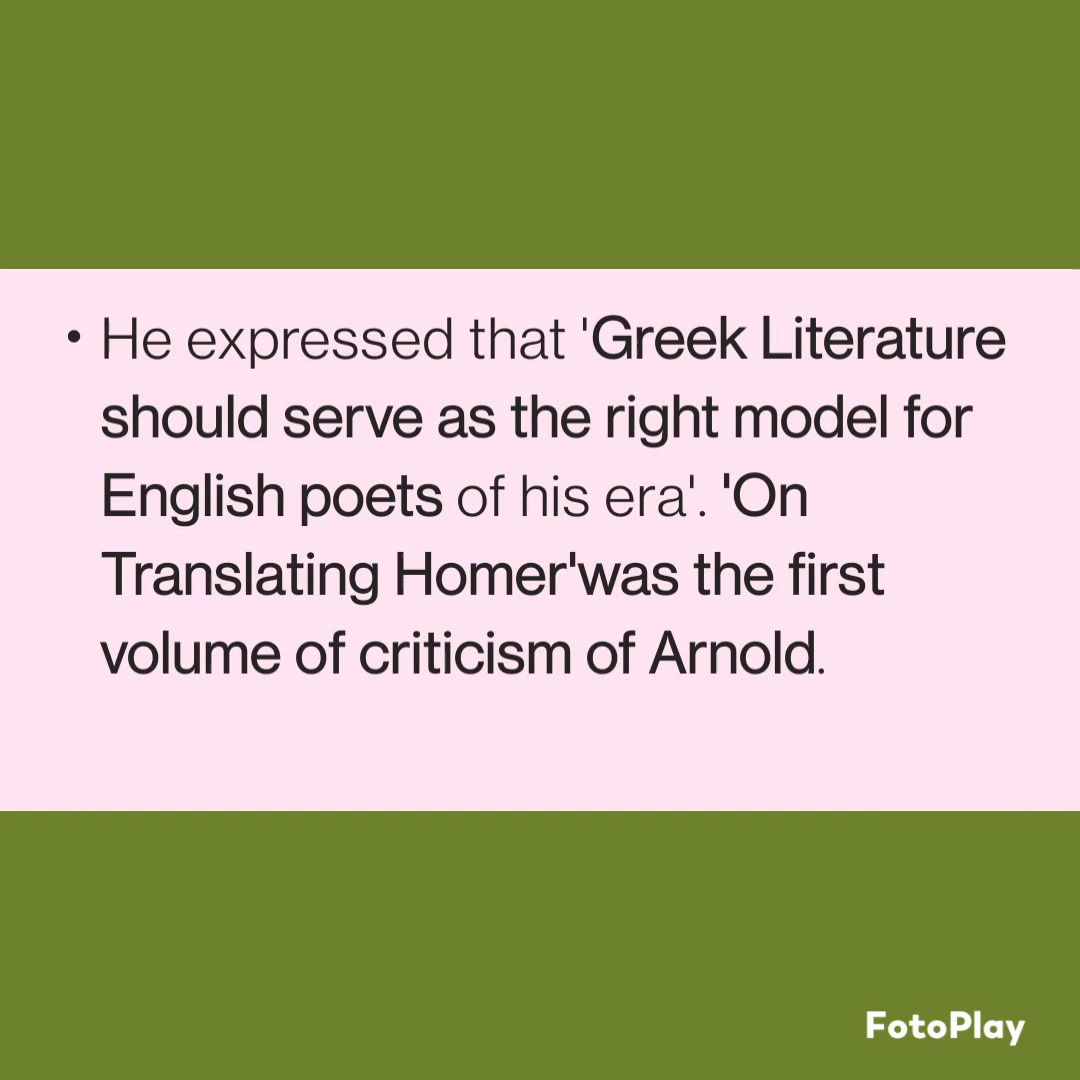 • He expressed that 'Greek Literature
should serve as the right model for
English poets of his era'. 'On
Translating Homer'was the first
volume of criticism of Arnold.
FotoPlay